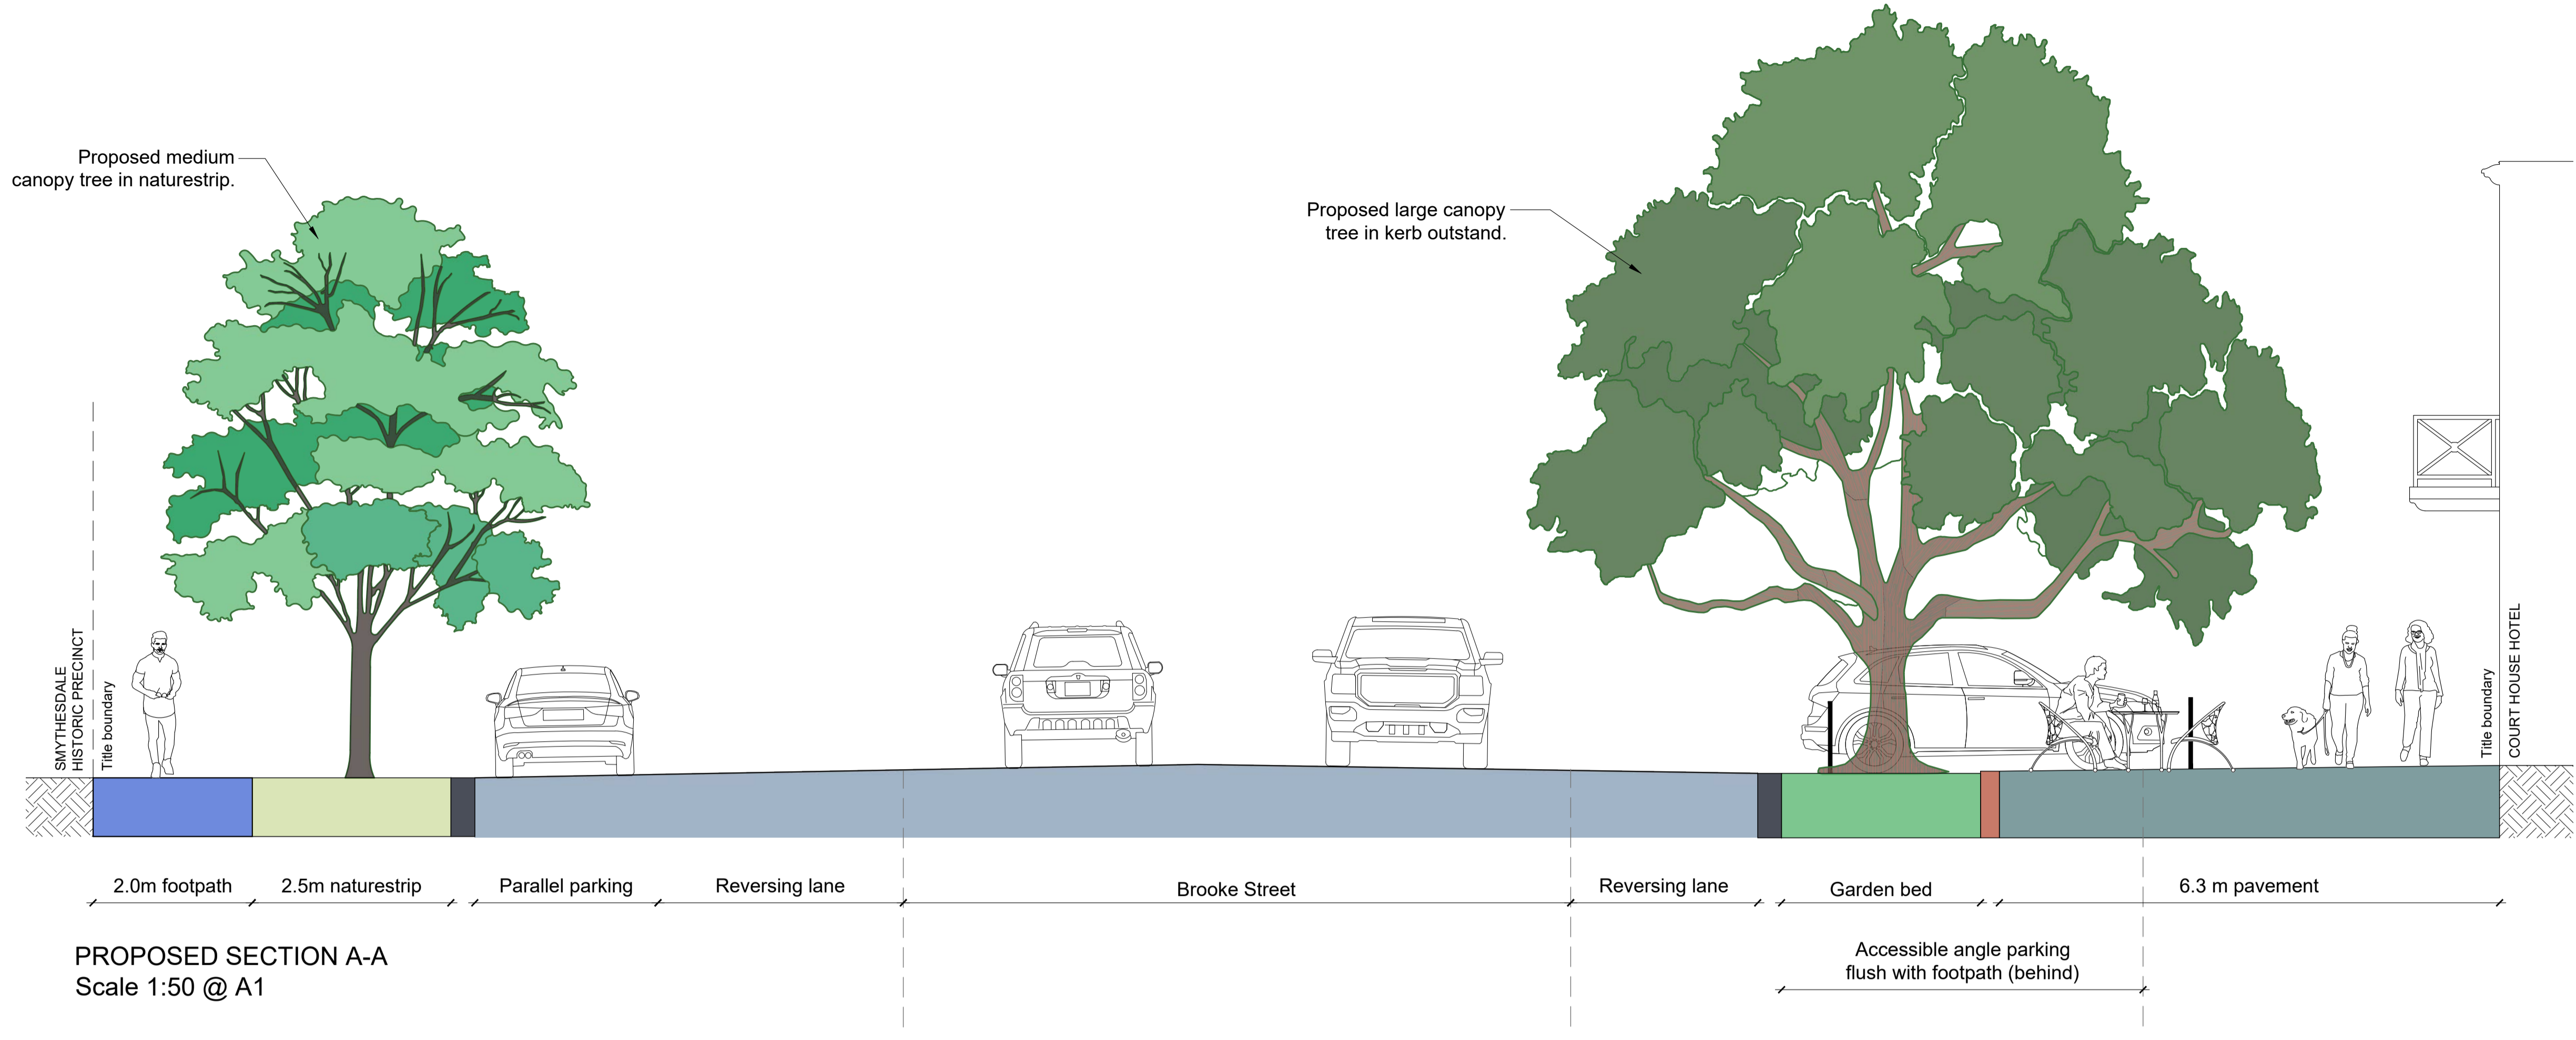 Proposed medium
canopy tree in naturestrip.
Proposed large canopy
tree in kerb outstand.
SMYTHESDALE
HISTORIC PRECINCT
Title boundary
Title boundary
COURT HOUSE HOTEL
2.0m footpath
2.5m naturestrip
Parallel parking
Reversing lane
Brooke Street
Reversing lane
Garden bed
6.3 m pavement
Accessible angle parking
flush with footpath (behind)
PROPOSED SECTION A-A
Scale 1:50 @ A1